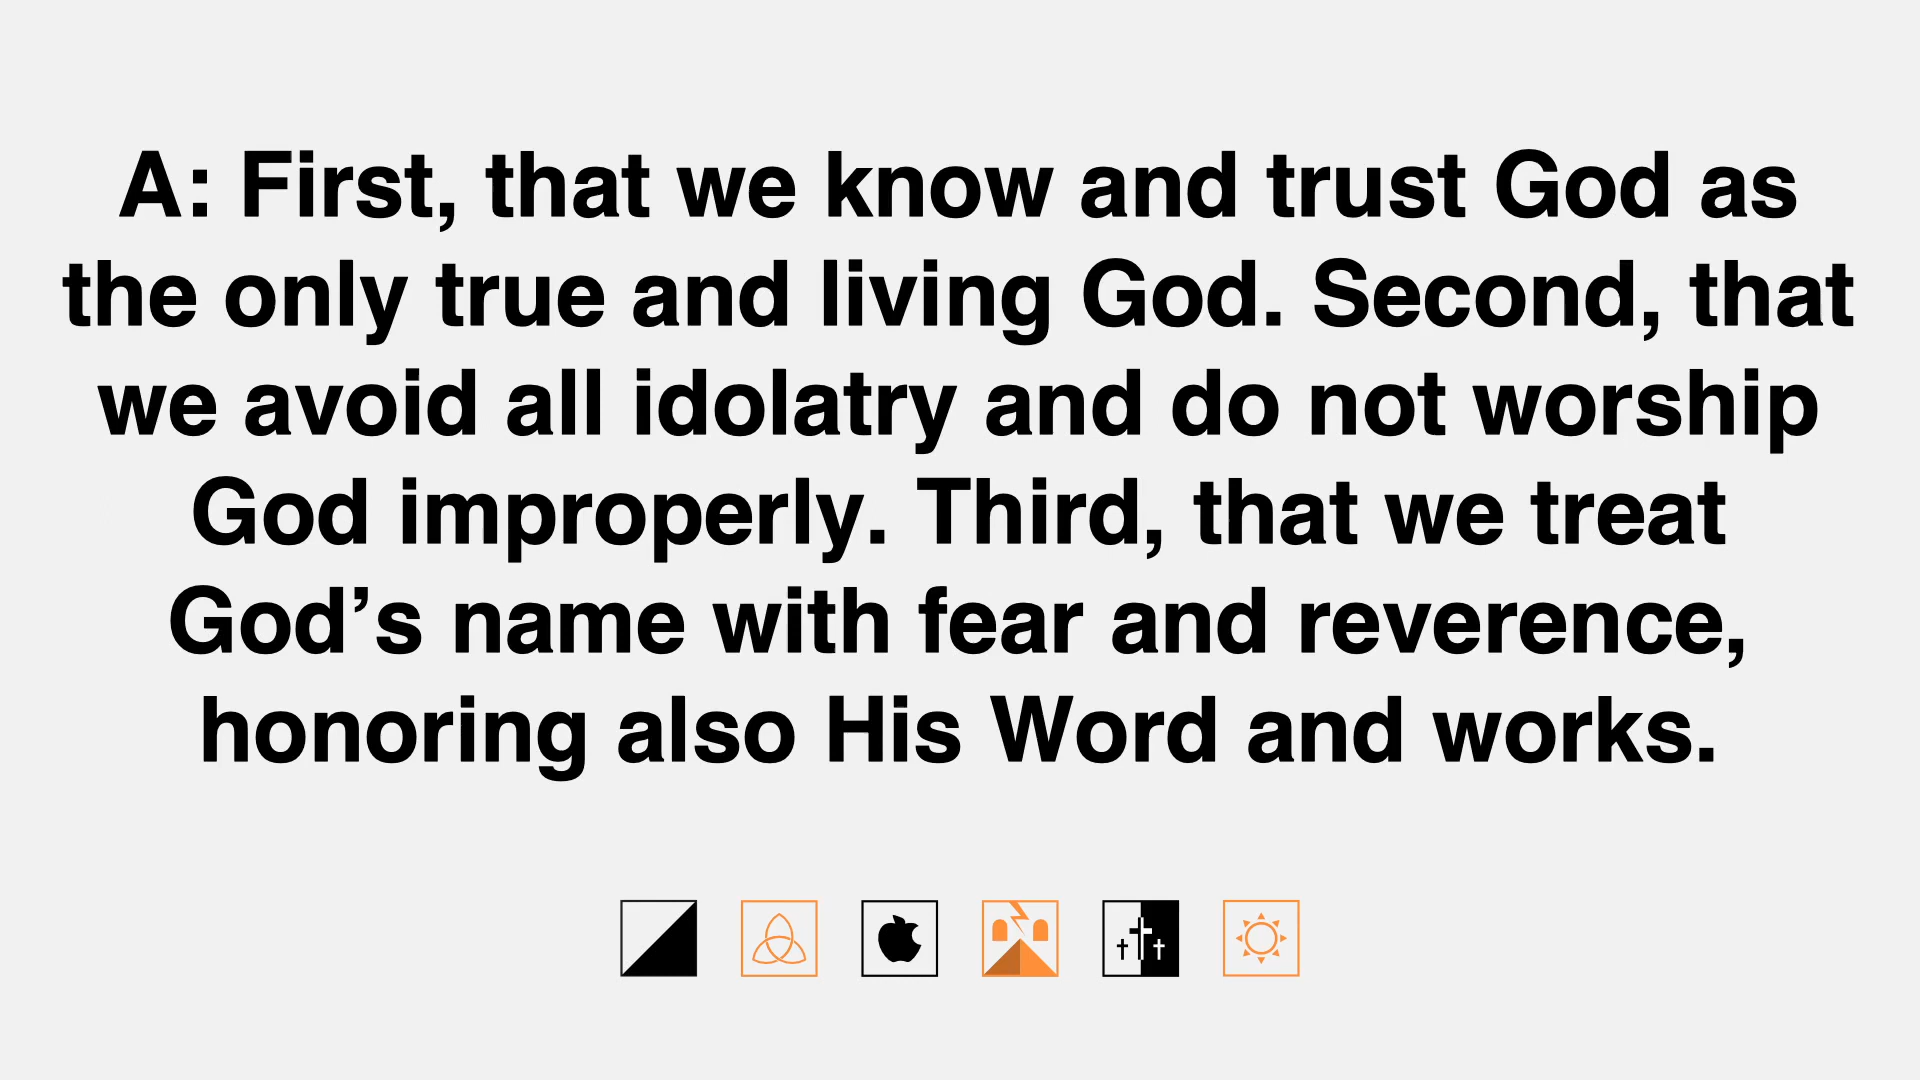 A: First, that we know and trust God as
the only true and living God. Second, that
we avoid all idolatry and do not worship
God improperly. Third, that we treat
God’s name with fear and reverence,
honoring also His Word and works.